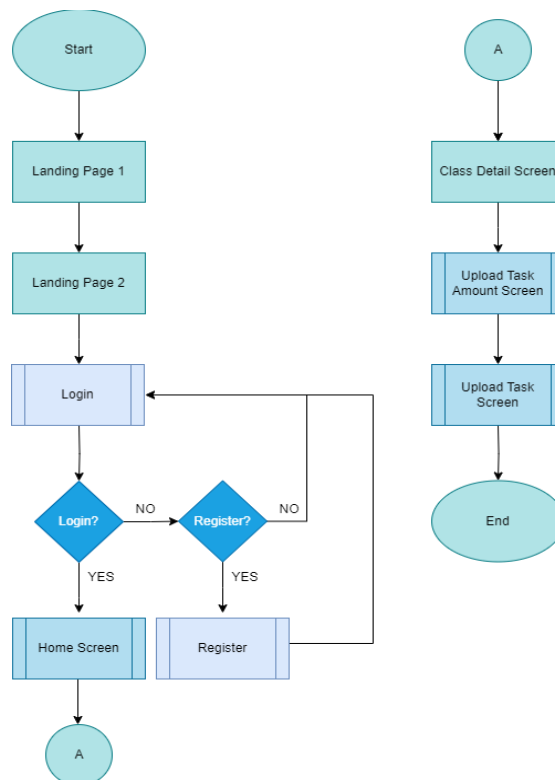 Start
Landing Page 1
Landing Page 2
Login
Login?
NO
Register?
NO
YES
YES
Home Screen
Register
A
A
Class Detail Screen
Upload Task
Amount Screen
Upload Task
Screen
End